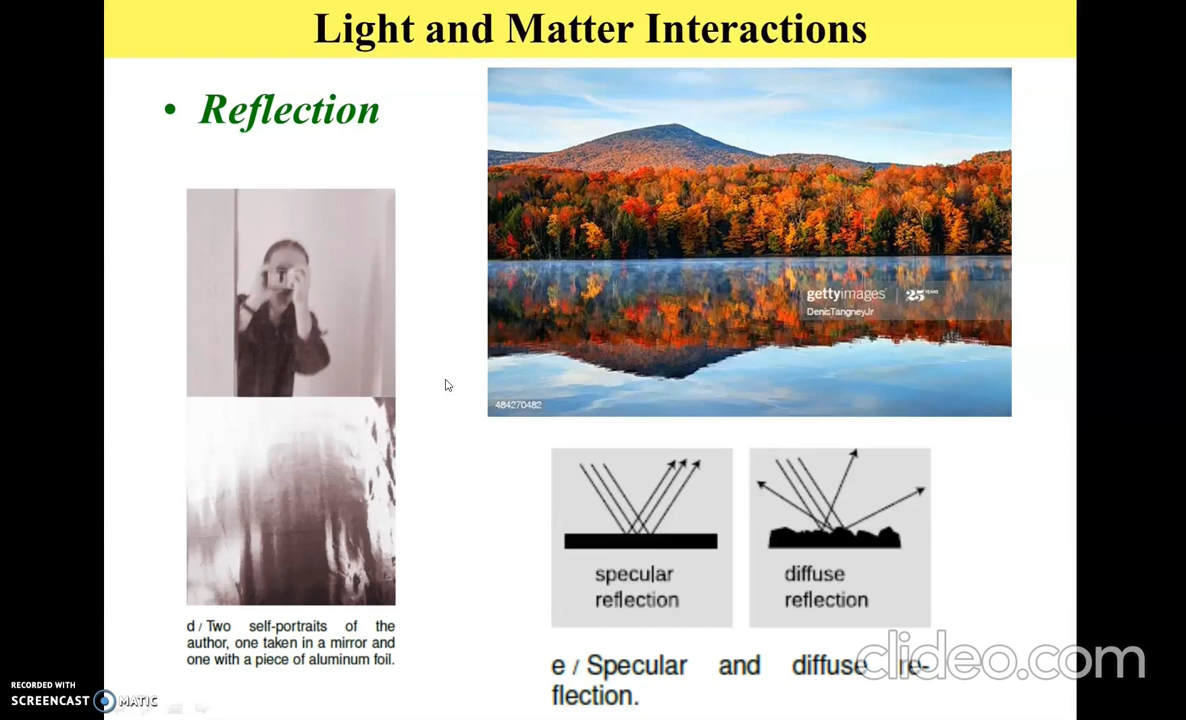 Light and Matter Interactions
• Reflection
gettyimages® 25 YEARS
DenisTangneyJr
484270482
d / Two self-portraits of the
author, one taken in a mirror and
one with a piece of aluminum foil.
specular
reflection
diffuse
reflection
e / Specular and diffuse re-
flection.
clideo.com
RECORDED WITH
SCREENCAST MATIC